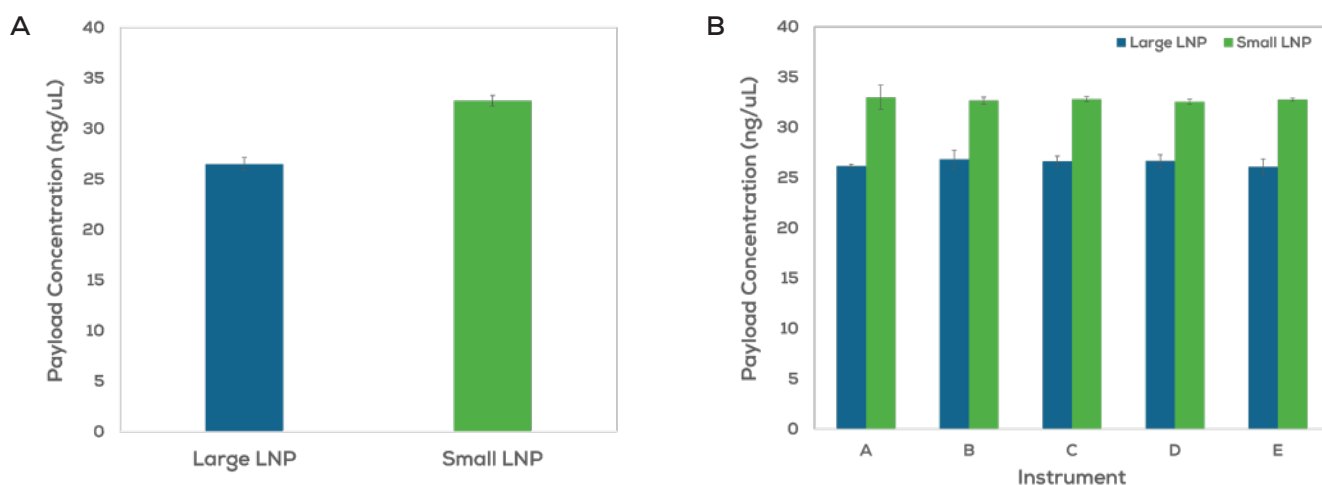 A
Payload Concentration (ng/uL)
40
35
30
25
20
15
10
5
0
Large LNP Small LNP
B
Large LNP Small LNP
Payload Concentration (ng/uL)
40
35
30
25
20
15
10
5
0
A B C D E
Instrument